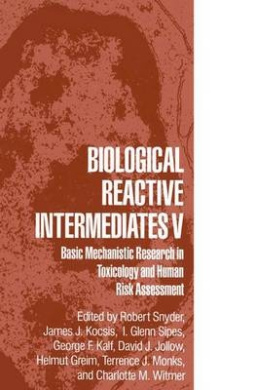 BIOLOGICAL
REACTIVE
INTERMEDIATES V
Basic Mechanistic Research in
Toxicology and Human
Risk Assessment
Edited by Robert Snyder,
James J. Kocsis, I. Glenn Sipes,
George F. Kalf, David J. Jollow,
Helmut Greim, Terrence J. Monks,
and Charlotte M. Witmer